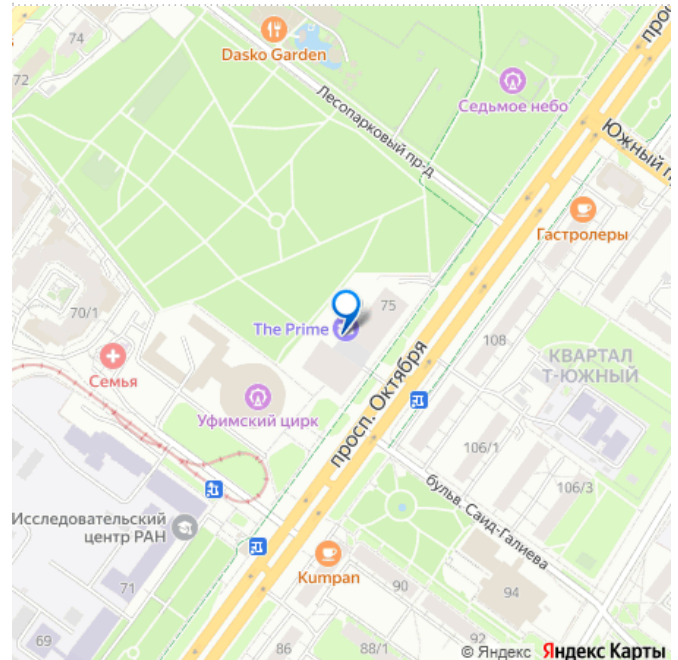 74
72
Dasko Garden
Седьмое небо
Лесопарковый пр-д
Южный п
прос
Гастролеры
70/1
The Prime
75
108
КВАРТАЛ
Т-ЮЖНЫЙ
Семья
Уфимский цирк
просп. Октября
106/1
106/3
бульв. Саид-Галиева
Исследовательский
центр РАН
Kumpan
71
90
94
69
86
88/1
92
© Яндекс Яндекс Карты